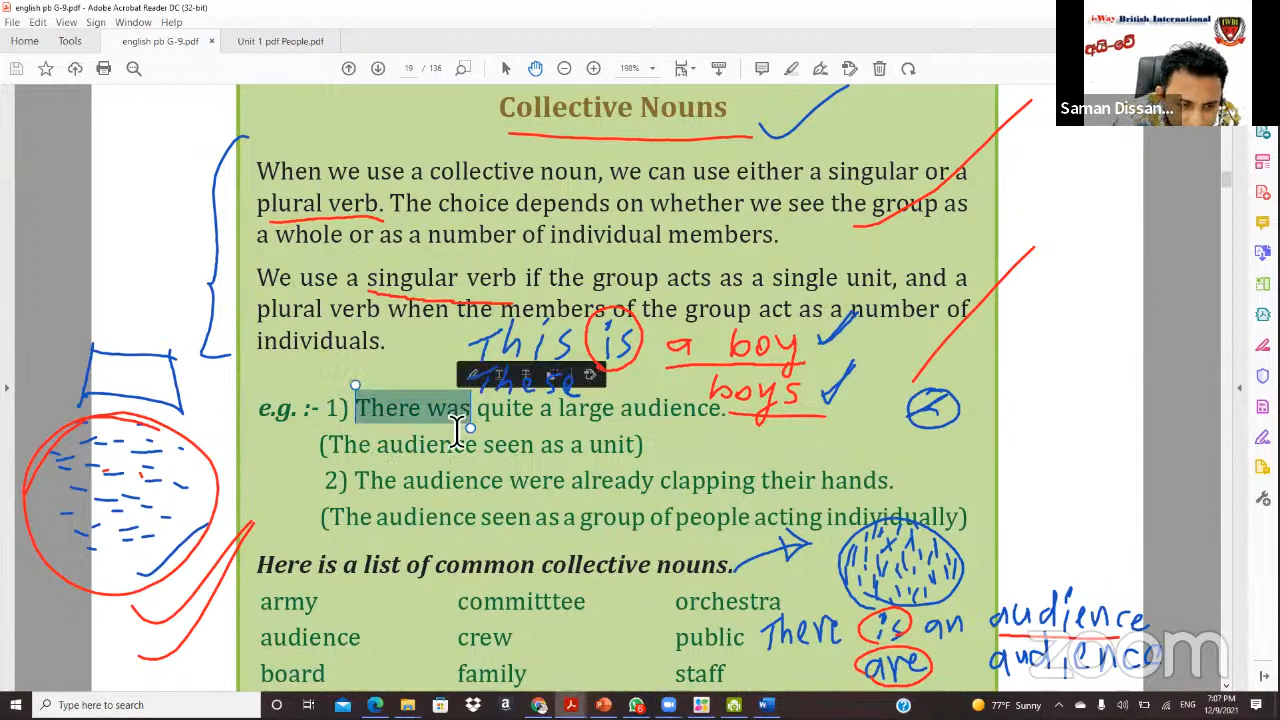 english pb G-9.pdf - Adobe Acrobat Reader DC (32-bit)
File Edit View Sign Window Help
Home Tools english pb G-9.pdf × Unit 1 pdf People.pdf
19 / 136 198%
i-Way British International
IWBI
අයි-වේ
Saman Dissan...
Collective Nouns
When we use a collective noun, we can use either a singular or a
plural verb. The choice depends on whether we see the group as
a whole or as a number of individual members.
We use a singular verb if the group acts as a single unit, and a
plural verb when the members of the group act as a number of
individuals.
This is a boy
These boys
e.g. :- 1) There was quite a large audience.
(The audience seen as a unit)
2) The audience were already clapping their hands.
(The audience seen as a group of people acting individually)
Here is a list of common collective nouns.
army committtee orchestra
audience crew public
board family staff
There is an audience
are audience
zoom
Type here to search
77°F Sunny ENG 7:07 PM
12/9/2021